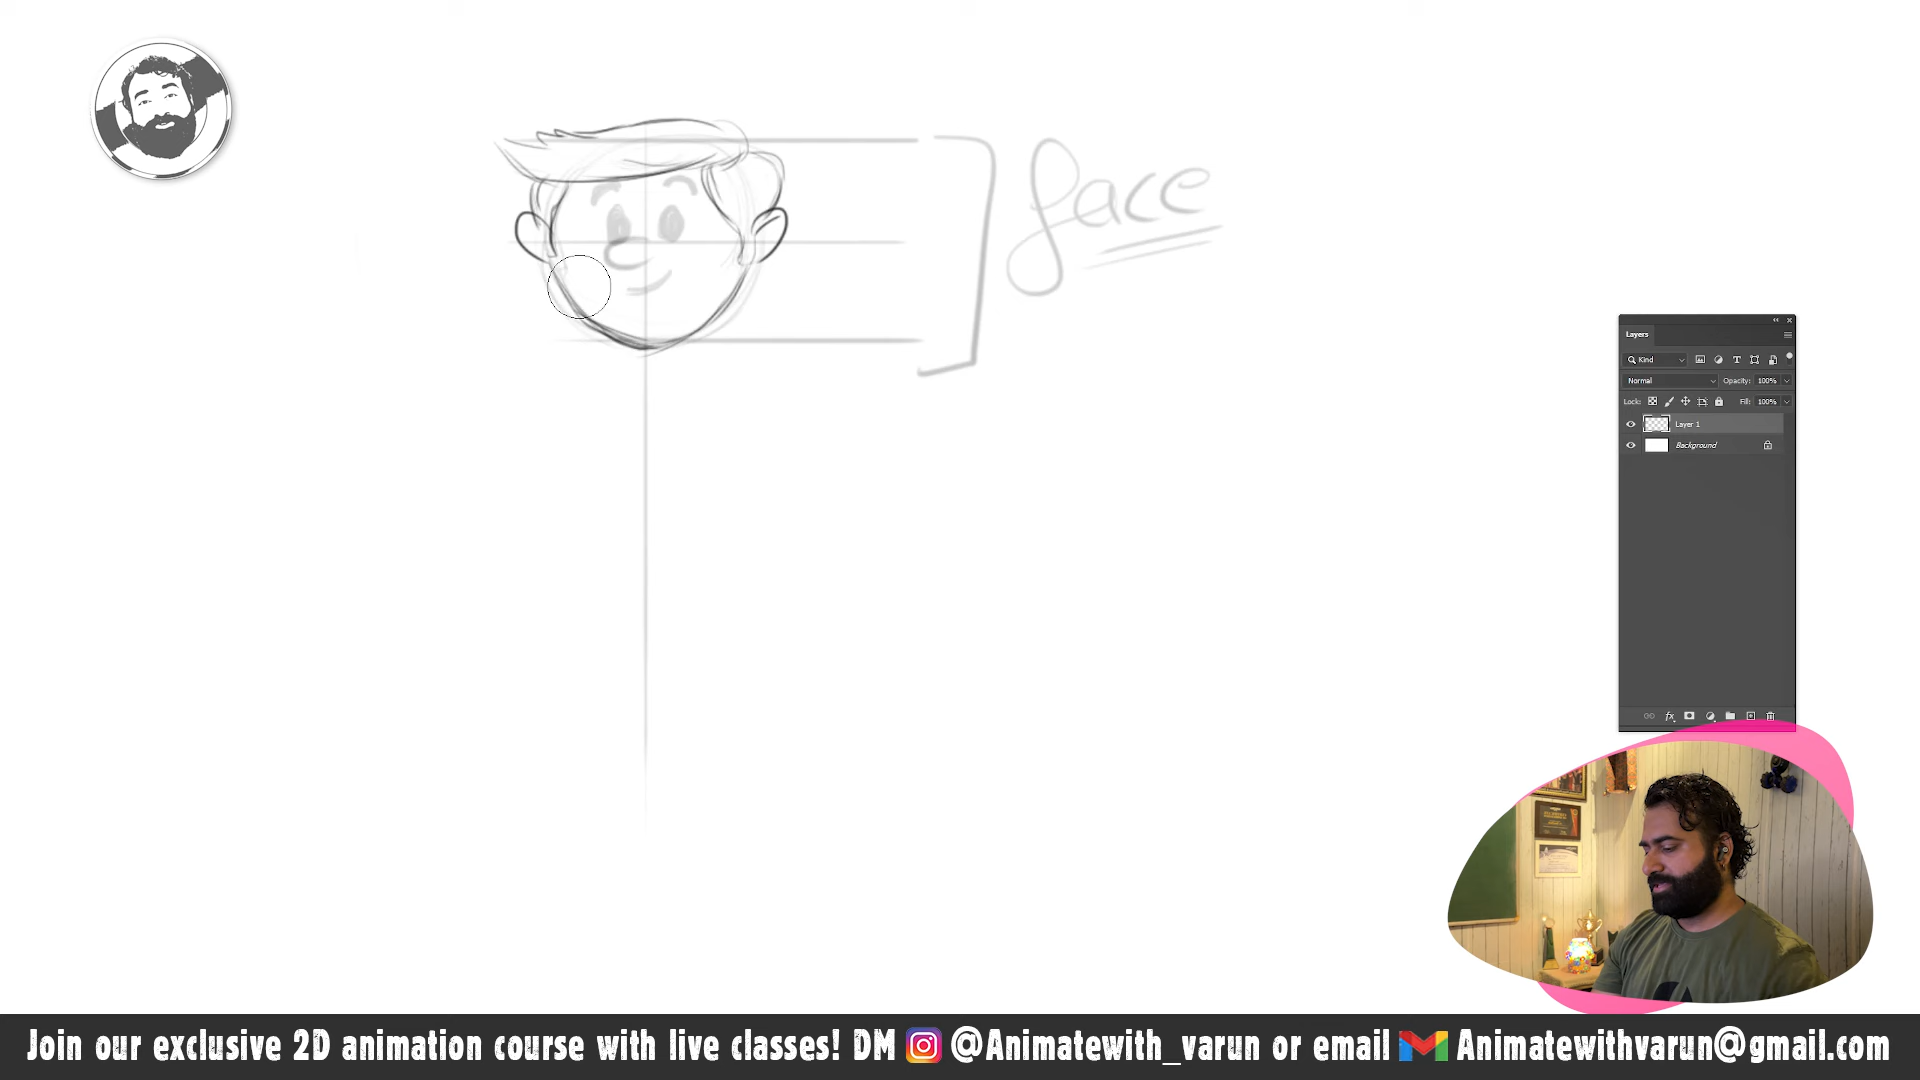 face
Layers
Kind
Normal Opacity: 100%
Lock: Fill: 100%
Layer 1
Background
Join our exclusive 2D animation course with live classes! DM @Animatewith_varun or email Animatewithvarun@gmail.com